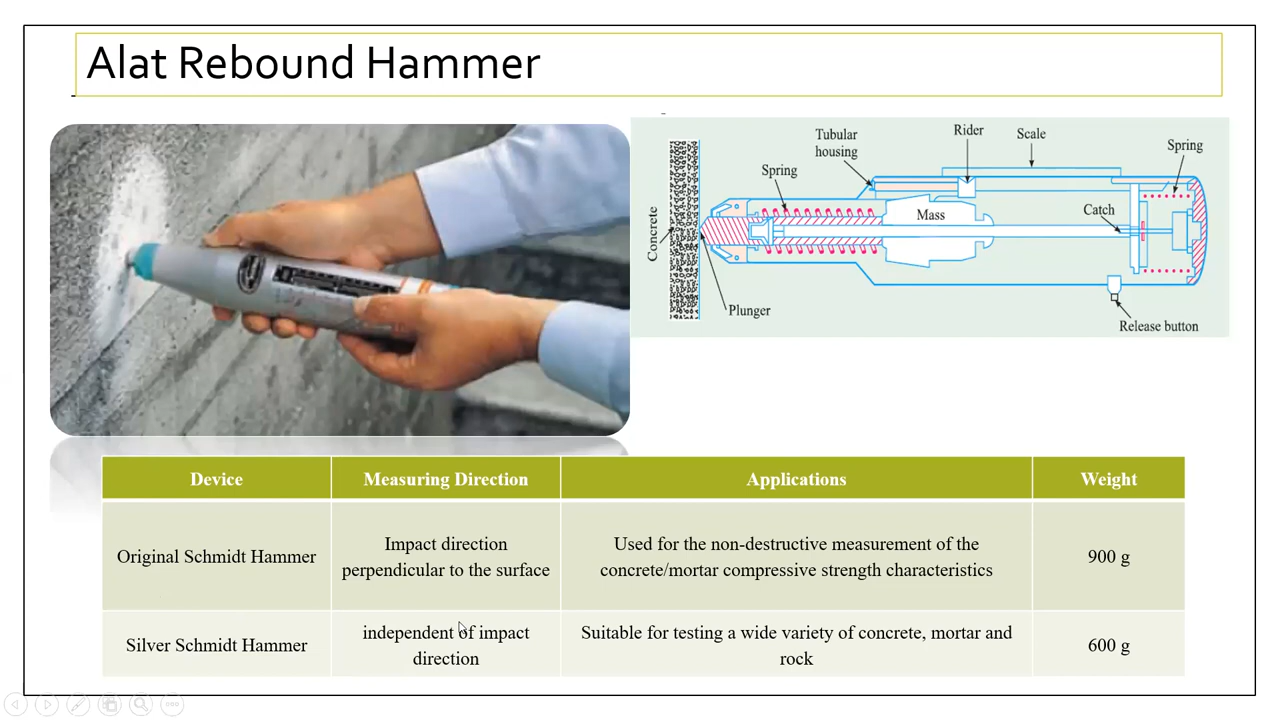 Alat Rebound Hammer
Tubular
housing
Rider
Scale
Spring
Spring
Mass
Catch
Concrete
Plunger
Release button
Device
Measuring Direction
Applications
Weight
Original Schmidt Hammer
Impact direction
perpendicular to the surface
Used for the non-destructive measurement of the
concrete/mortar compressive strength characteristics
900 g
Silver Schmidt Hammer
independent of impact
direction
Suitable for testing a wide variety of concrete, mortar and
rock
600 g